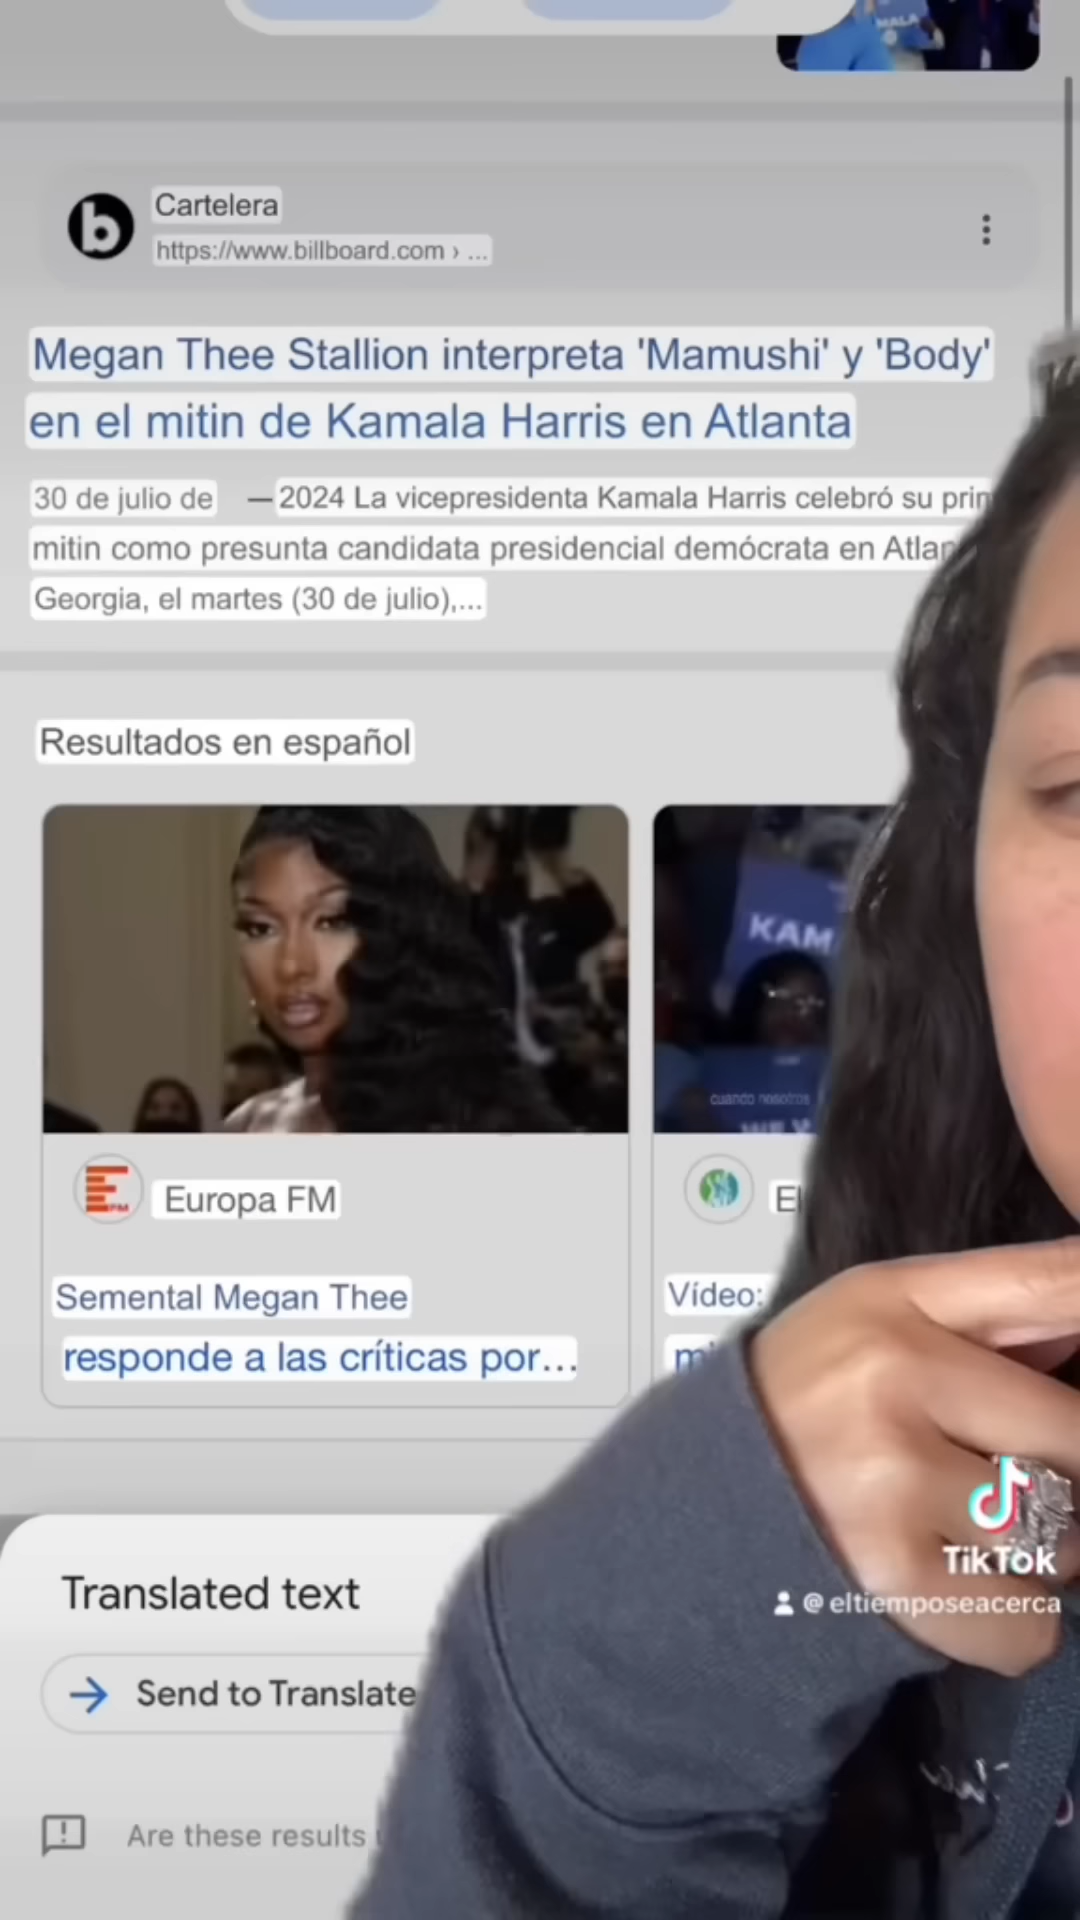 MALA
Cartelera
https://www.billboard.com › ...
Megan Thee Stallion interpreta 'Mamushi' y 'Body'
en el mitin de Kamala Harris en Atlanta
30 de julio de — 2024 La vicepresidenta Kamala Harris celebró su
mitin como presunta candidata presidencial demócrata en
Georgia, el martes (30 de julio),...
Resultados en español
KAM
cuando nosotros
Europa FM
Semental Megan Thee
responde a las críticas por...
Vídeo:
TikTok
@eltiemposeacerca
Translated text
Send to Translate
Are these results